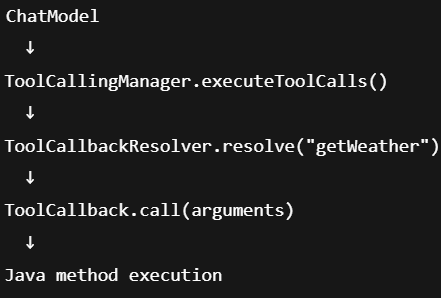 ChatModel
↓
ToolCallingManager.executeToolCalls()
↓
ToolCallbackResolver.resolve("getWeather")
↓
ToolCallback.call(arguments)
↓
Java method execution